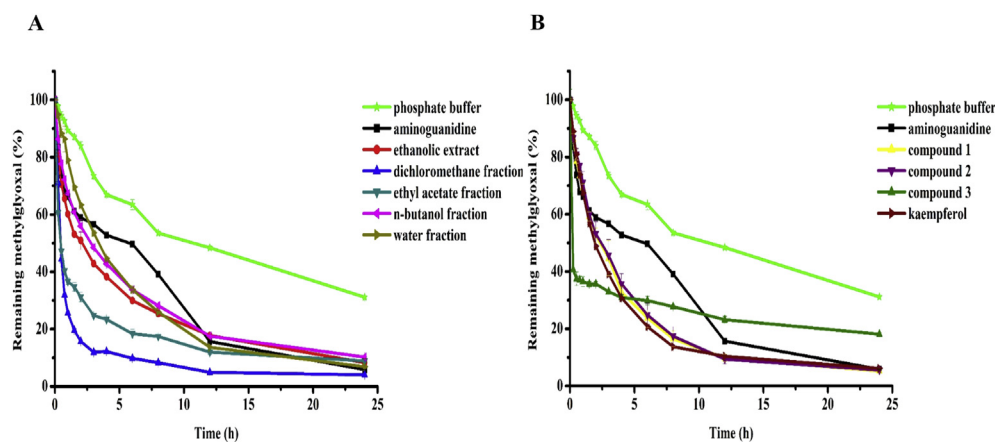 A
B
Remaining methylglyoxal (%)
100
80
60
40
20
0
0
5
10
15
20
25
Time (h)
phosphate buffer
aminoguanidine
ethanolic extract
dichloromethane fraction
ethyl acetate fraction
n-butanol fraction
water fraction
Remaining methylglyoxal (%)
100
80
60
40
20
0
0
5
10
15
20
25
Time (h)
phosphate buffer
aminoguanidine
compound 1
compound 2
compound 3
kaempferol